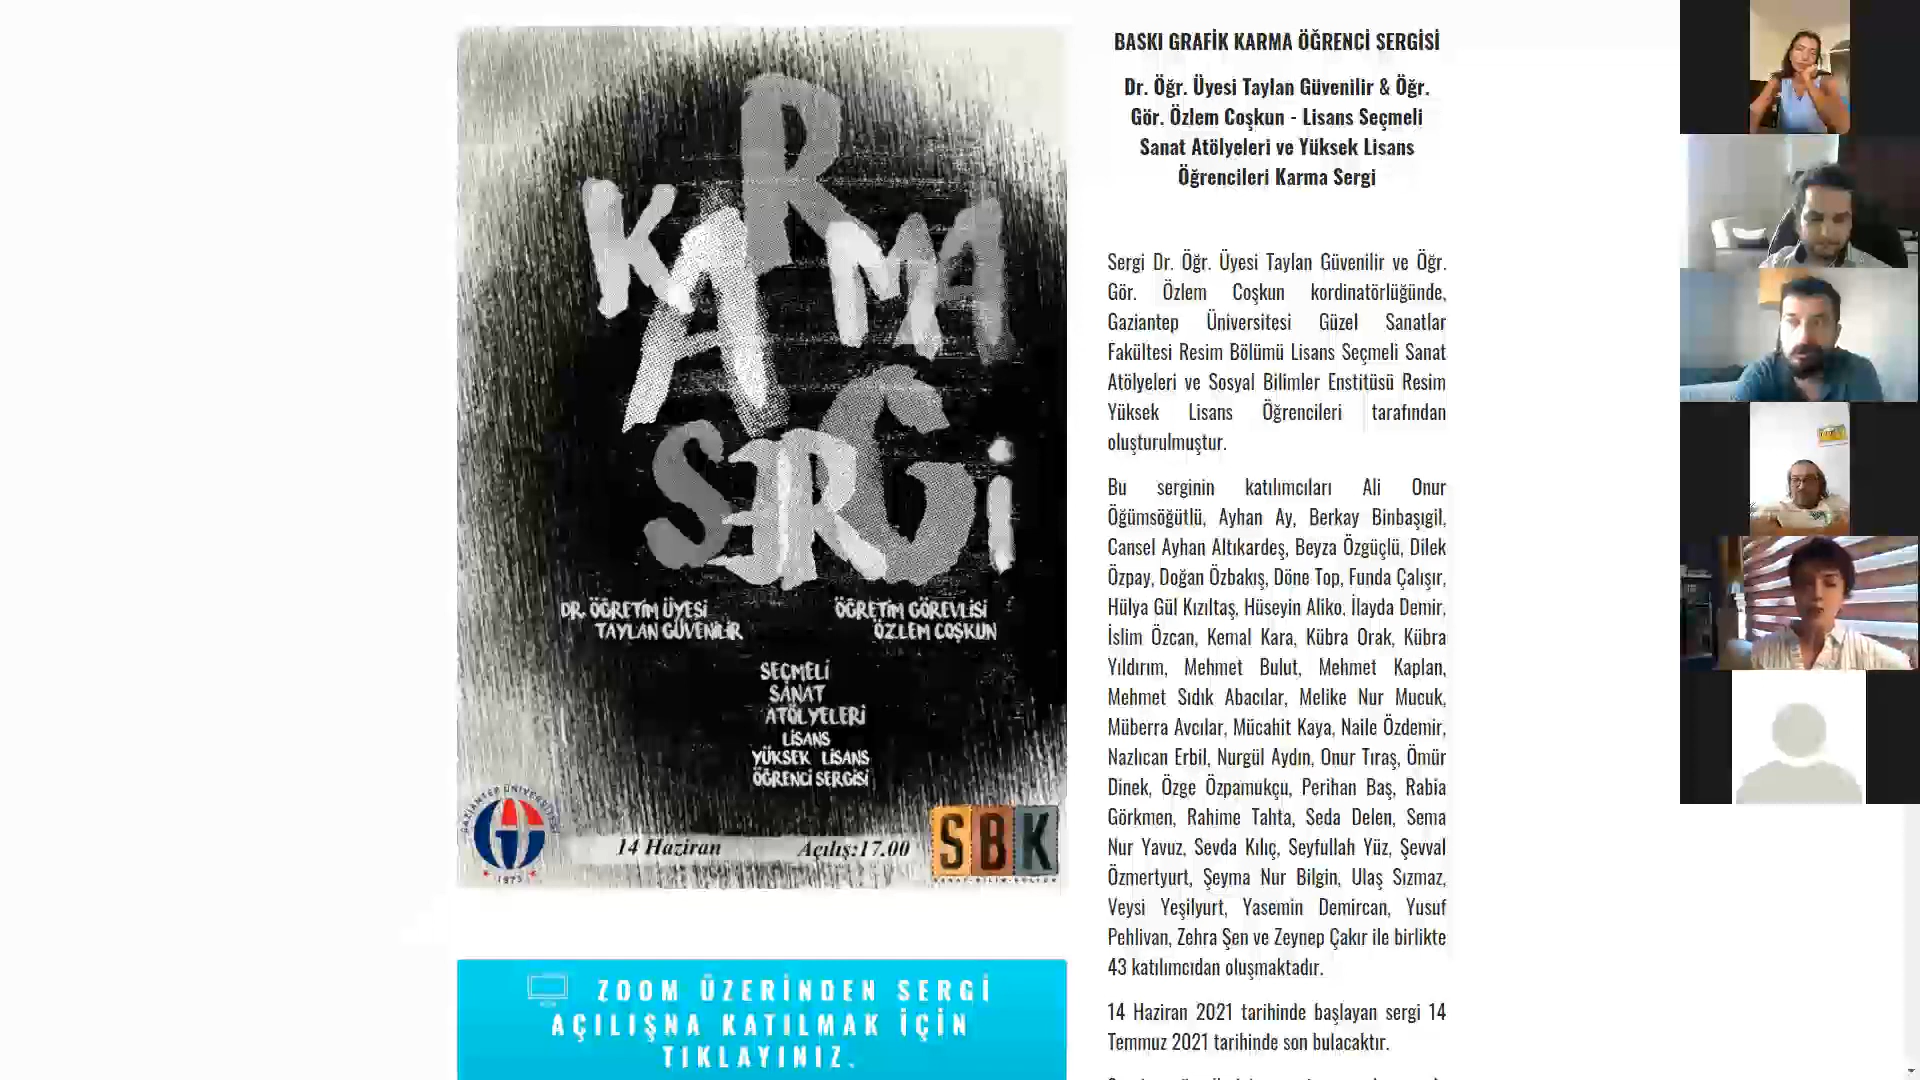 KARMA
SERGi
DR. ÖĞRETİM ÜYESİ
TAYLAN GÜVENİLİR
ÖĞRETİM GÖREVLİSİ
ÖZLEM COŞKUN
SEÇMELİ
SANAT
ATÖLYELERİ
LİSANS
YÜKSEK LİSANS
ÖĞRENCİ SERGİSİ
GAZİANTEP ÜNİVERSİTESİ
1973
14 Haziran
Açılış:17.00
SBK
SANAT-BİLİM-KÜLTÜR
ZOOM ÜZERİNDEN SERGİ
AÇILIŞNA KATILMAK İÇİN
TIKLAYINIZ.
BASKI GRAFİK KARMA ÖĞRENCİ SERGİSİ
Dr. Öğr. Üyesi Taylan Güvenilir & Öğr.
Gör. Özlem Coşkun - Lisans Seçmeli
Sanat Atölyeleri ve Yüksek Lisans
Öğrencileri Karma Sergi
Sergi Dr. Öğr. Üyesi Taylan Güvenilir ve Öğr.
Gör. Özlem Coşkun kordinatörlüğünde,
Gaziantep Üniversitesi Güzel Sanatlar
Fakültesi Resim Bölümü Lisans Seçmeli Sanat
Atölyeleri ve Sosyal Bilimler Enstitüsü Resim
Yüksek Lisans Öğrencileri tarafından
oluşturulmuştur.
Bu serginin katılımcıları Ali Onur
Öğümsöğütlü, Ayhan Ay, Berkay Binbaşıgil,
Cansel Ayhan Altıkardeş, Beyza Özgüçlü, Dilek
Özpay, Doğan Özbakış, Döne Top, Funda Çalışır,
Hülya Gül Kızıltaş, Hüseyin Aliko, İlayda Demir,
İslim Özcan, Kemal Kara, Kübra Orak, Kübra
Yıldırım, Mehmet Bulut, Mehmet Kaplan,
Mehmet Sıdık Abacılar, Melike Nur Mucuk,
Müberra Avcılar, Mücahit Kaya, Naile Özdemir,
Nazlıcan Erbil, Nurgül Aydın, Onur Tıraş, Ömür
Dinek, Özge Özpamukçu, Perihan Baş, Rabia
Görkmen, Rahime Tahta, Seda Delen, Sema
Nur Yavuz, Sevda Kılıç, Seyfullah Yüz, Şevval
Özmertyurt, Şeyma Nur Bilgin, Ulaş Sızmaz,
Veysi Yeşilyurt, Yasemin Demircan, Yusuf
Pehlivan, Zehra Şen ve Zeynep Çakır ile birlikte
43 katılımcıdan oluşmaktadır.
14 Haziran 2021 tarihinde başlayan sergi 14
Temmuz 2021 tarihinde son bulacaktır.